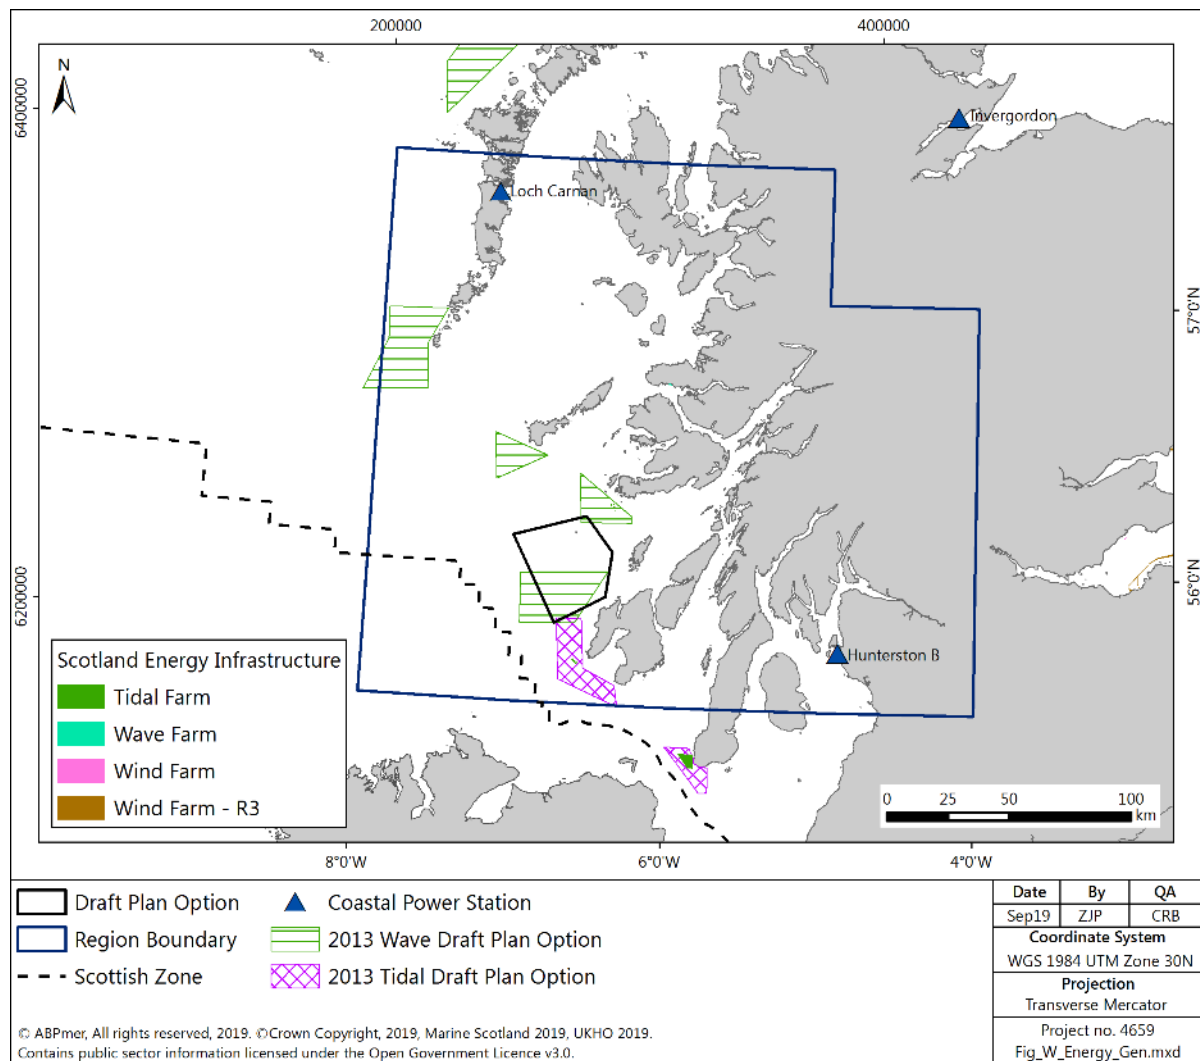 200000
400000
N
6400000
Invergordon
Loch Carnan
57°0'N
6200000
56°0'N
Hunterston B
Scotland Energy Infrastructure
Tidal Farm
Wave Farm
Wind Farm
Wind Farm - R3
0 25 50 100
km
8°0'W
6°0'W
4°0'W
Draft Plan Option
Coastal Power Station
Region Boundary
2013 Wave Draft Plan Option
Scottish Zone
2013 Tidal Draft Plan Option
Date By QA
Sep19 ZJP CRB
Coordinate System
WGS 1984 UTM Zone 30N
Projection
Transverse Mercator
Project no. 4659
Fig_W_Energy_Gen.mxd
© ABPmer, All rights reserved, 2019. ©Crown Copyright, 2019, Marine Scotland 2019, UKHO 2019.
Contains public sector information licensed under the Open Government Licence v3.0.